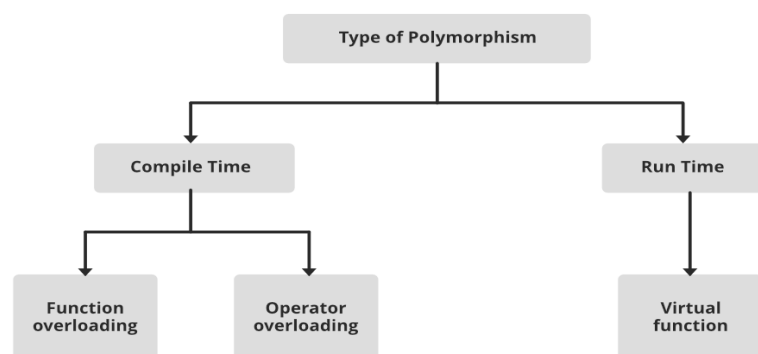 Type of Polymorphism
Compile Time
Run Time
Function
overloading
Operator
overloading
Virtual
function